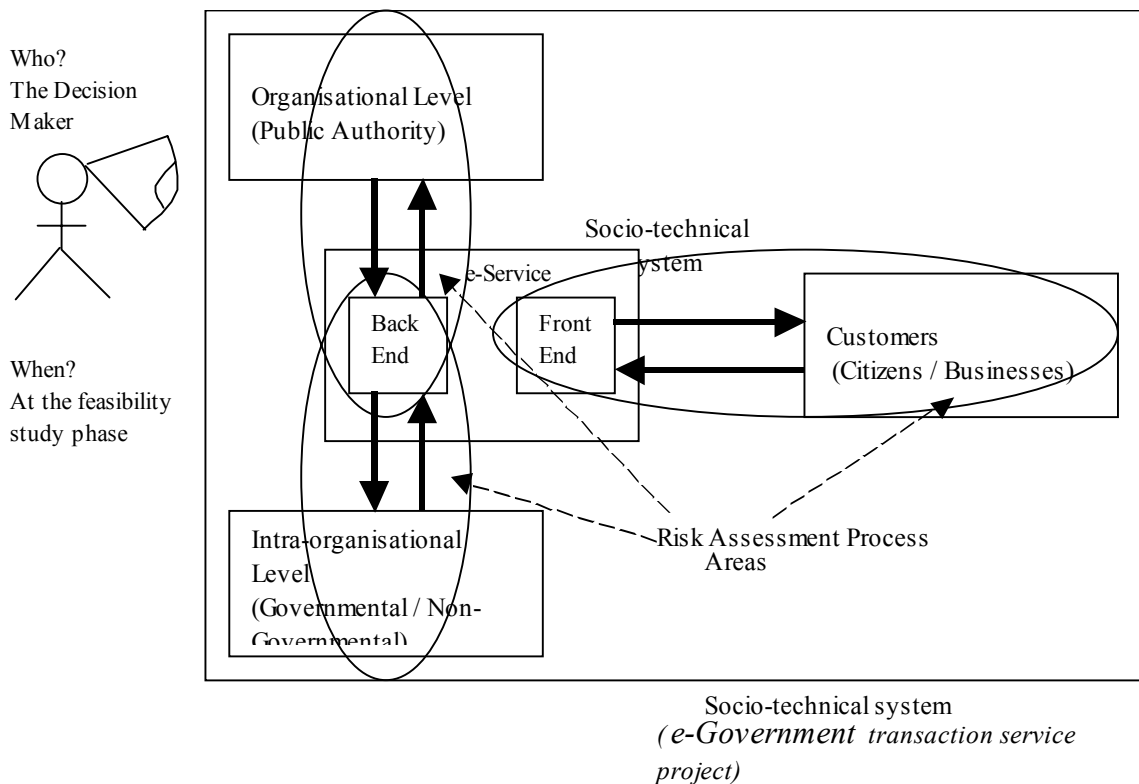 Who?
The Decision
Maker
When?
At the feasibility
study phase
Organisational Level
(Public Authority)
Socio-technical
ystem
e-Service
Back
End
Front
End
Customers
(Citizens / Businesses)
Intra-organisational
Level
(Governmental / Non-
Governmental)
Risk Assessment Process
Areas
Socio-technical system
(e-Government transaction service
project)